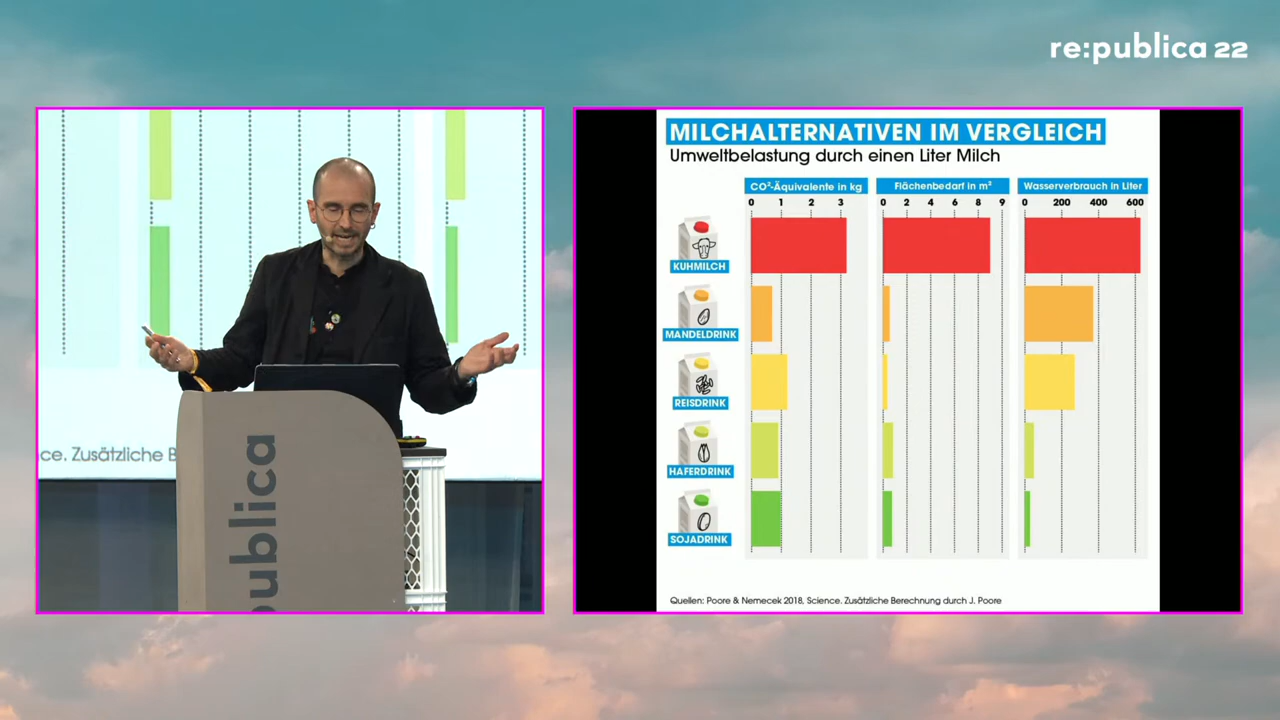 re:publica 22
ce. Zusätzliche B
publica
MILCHALTERNATIVEN IM VERGLEICH
Umweltbelastung durch einen Liter Milch
CO²-Äquivalente in kg
Flächenbedarf in m²
Wasserverbrauch in Liter
0 1 2 3
0 2 4 6 8 9
0 200 400 600
KUHMILCH
MANDELDRINK
REISDRINK
HAFERDRINK
SOJADRINK
Quellen: Poore & Nemecek 2018, Science. Zusätzliche Berechnung durch J. Poore